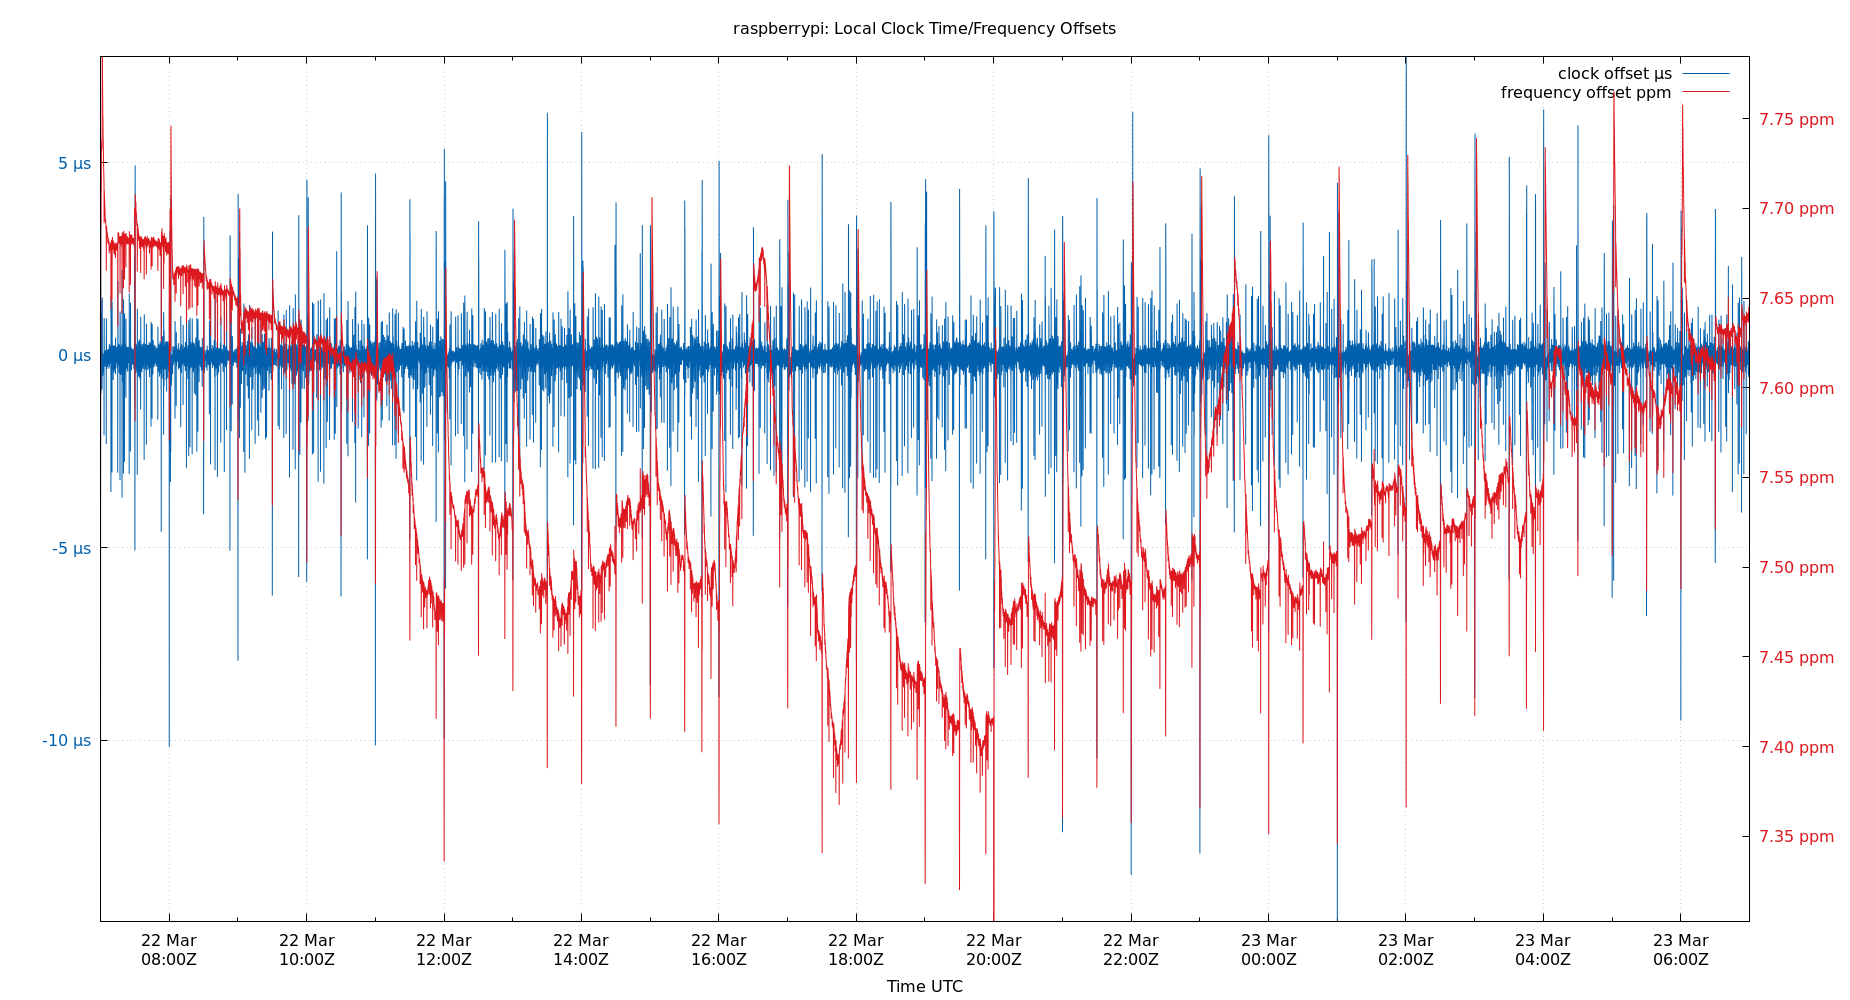 raspberrypi: Local Clock Time/Frequency Offsets
clock offset µs
frequency offset ppm
5 µs
0 µs
-5 µs
-10 µs
7.75 ppm
7.70 ppm
7.65 ppm
7.60 ppm
7.55 ppm
7.50 ppm
7.45 ppm
7.40 ppm
7.35 ppm
22 Mar 22 Mar 22 Mar 22 Mar 22 Mar 22 Mar 22 Mar 22 Mar 23 Mar 23 Mar 23 Mar 23 Mar
08:00Z 10:00Z 12:00Z 14:00Z 16:00Z 18:00Z 20:00Z 22:00Z 00:00Z 02:00Z 04:00Z 06:00Z
Time UTC